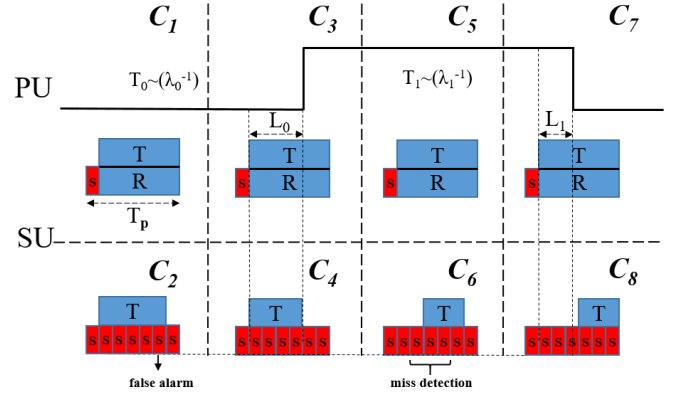 C1 C3 C5 C7
PU T0~(λ0-1) T1~(λ1-1)
L0 L1
T T T T
s R s R s R s R
Tp
SU
C2 C4 C6 C8
T T T T
s s s s s s s s s s s s s s s s s s s s s s s s s s s s
false alarm miss detection